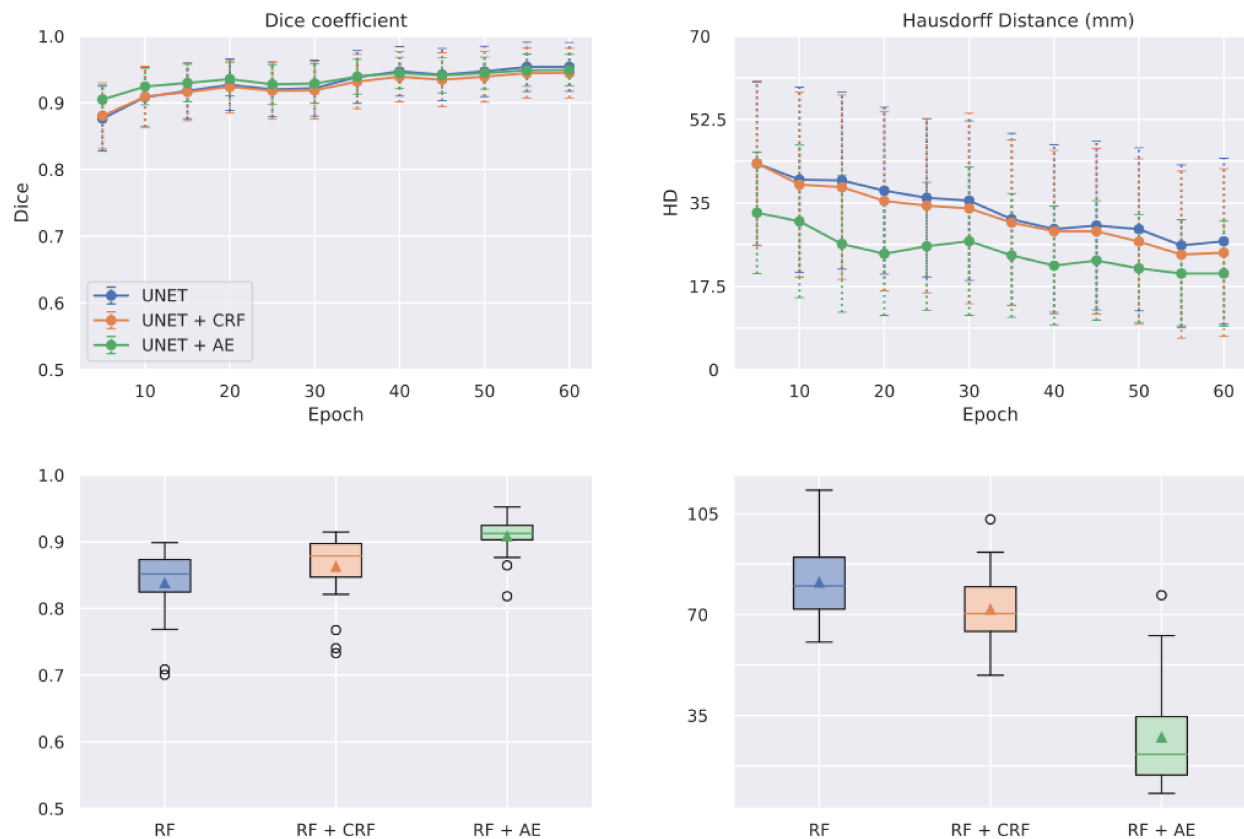 Dice coefficient
1.0
0.9
0.8
0.7
0.6
0.5
Dice
UNET
UNET + CRF
UNET + AE
10
20
30
40
50
60
Epoch
Hausdorff Distance (mm)
70
52.5
35
17.5
0
HD
10
20
30
40
50
60
Epoch
1.0
0.9
0.8
0.7
0.6
0.5
RF
RF + CRF
RF + AE
105
70
35
RF
RF + CRF
RF + AE